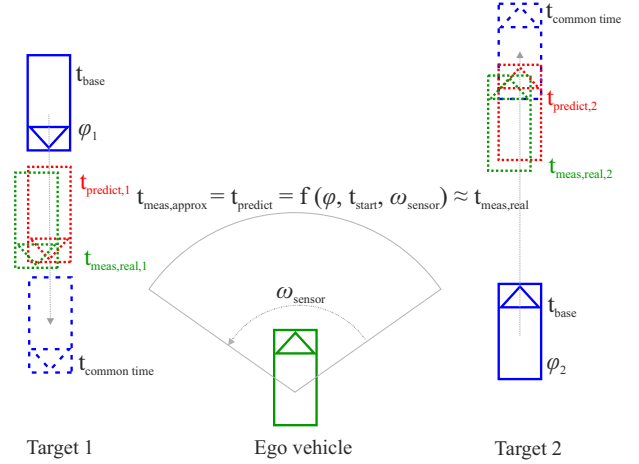 t_common time
t_base
φ_1
t_predict,2
t_predict,1
t_meas,real,2
t_meas,approx = t_predict = f (φ, t_start, ω_sensor) ≈ t_meas,real
t_meas,real,1
ω_sensor
t_base
t_common time
φ_2
Target 1
Ego vehicle
Target 2